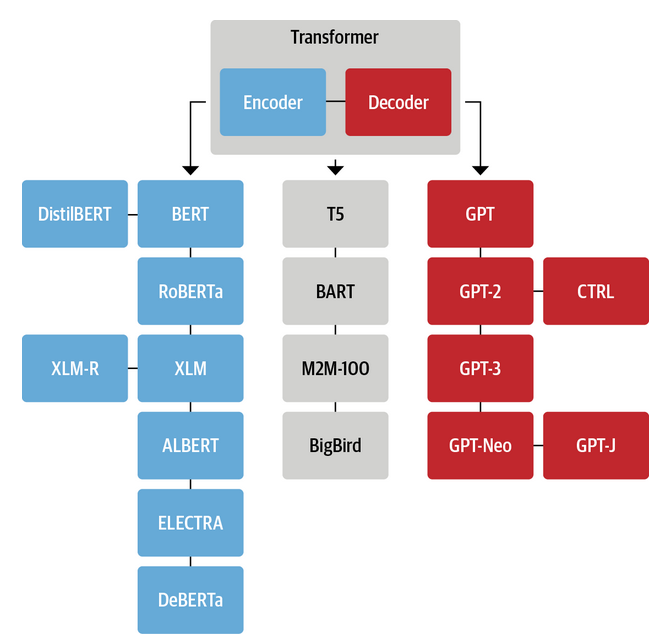 Transformer
Encoder
Decoder
DistilBERT
BERT
T5
GPT
RoBERTa
BART
GPT-2
CTRL
XLM-R
XLM
M2M-100
GPT-3
ALBERT
BigBird
GPT-Neo
GPT-J
ELECTRA
DeBERTa